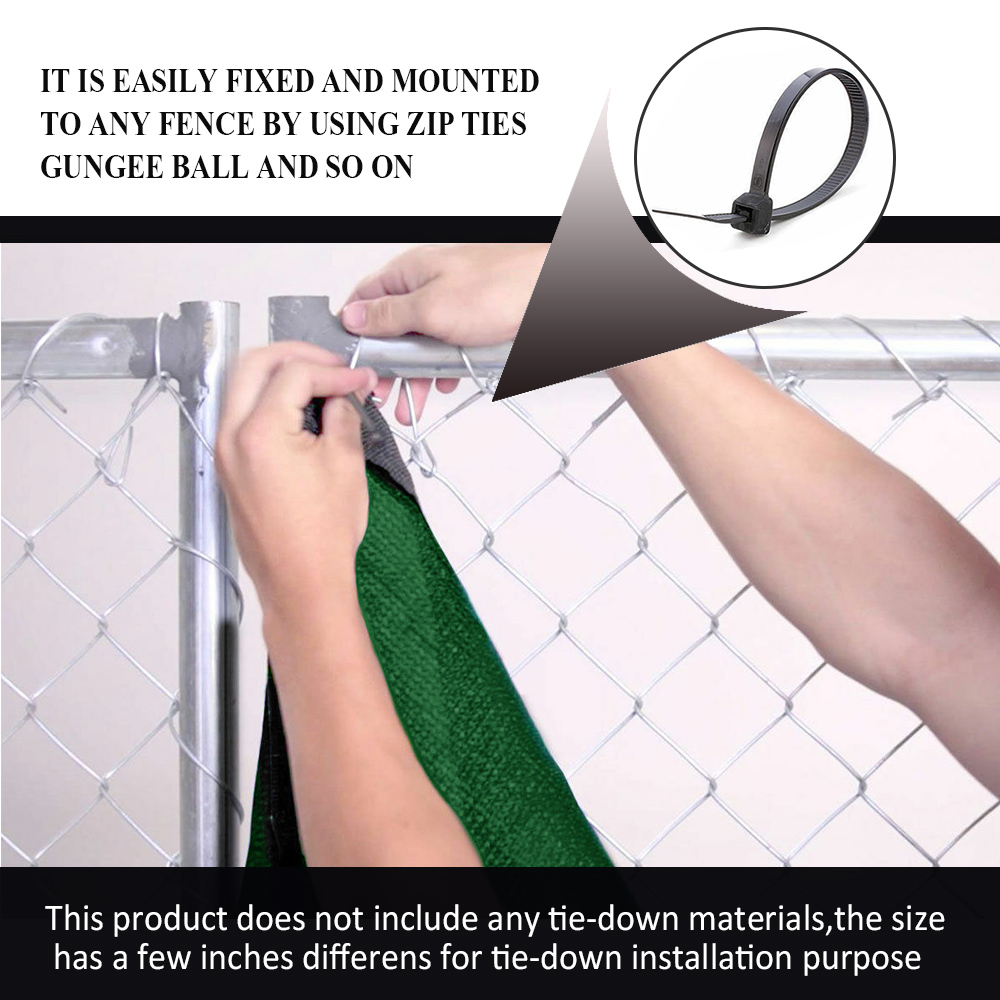 IT IS EASILY FIXED AND MOUNTED
TO ANY FENCE BY USING ZIP TIES
GUNGEE BALL AND SO ON
This product does not include any tie-down materials,the size
has a few inches differens for tie-down installation purpose